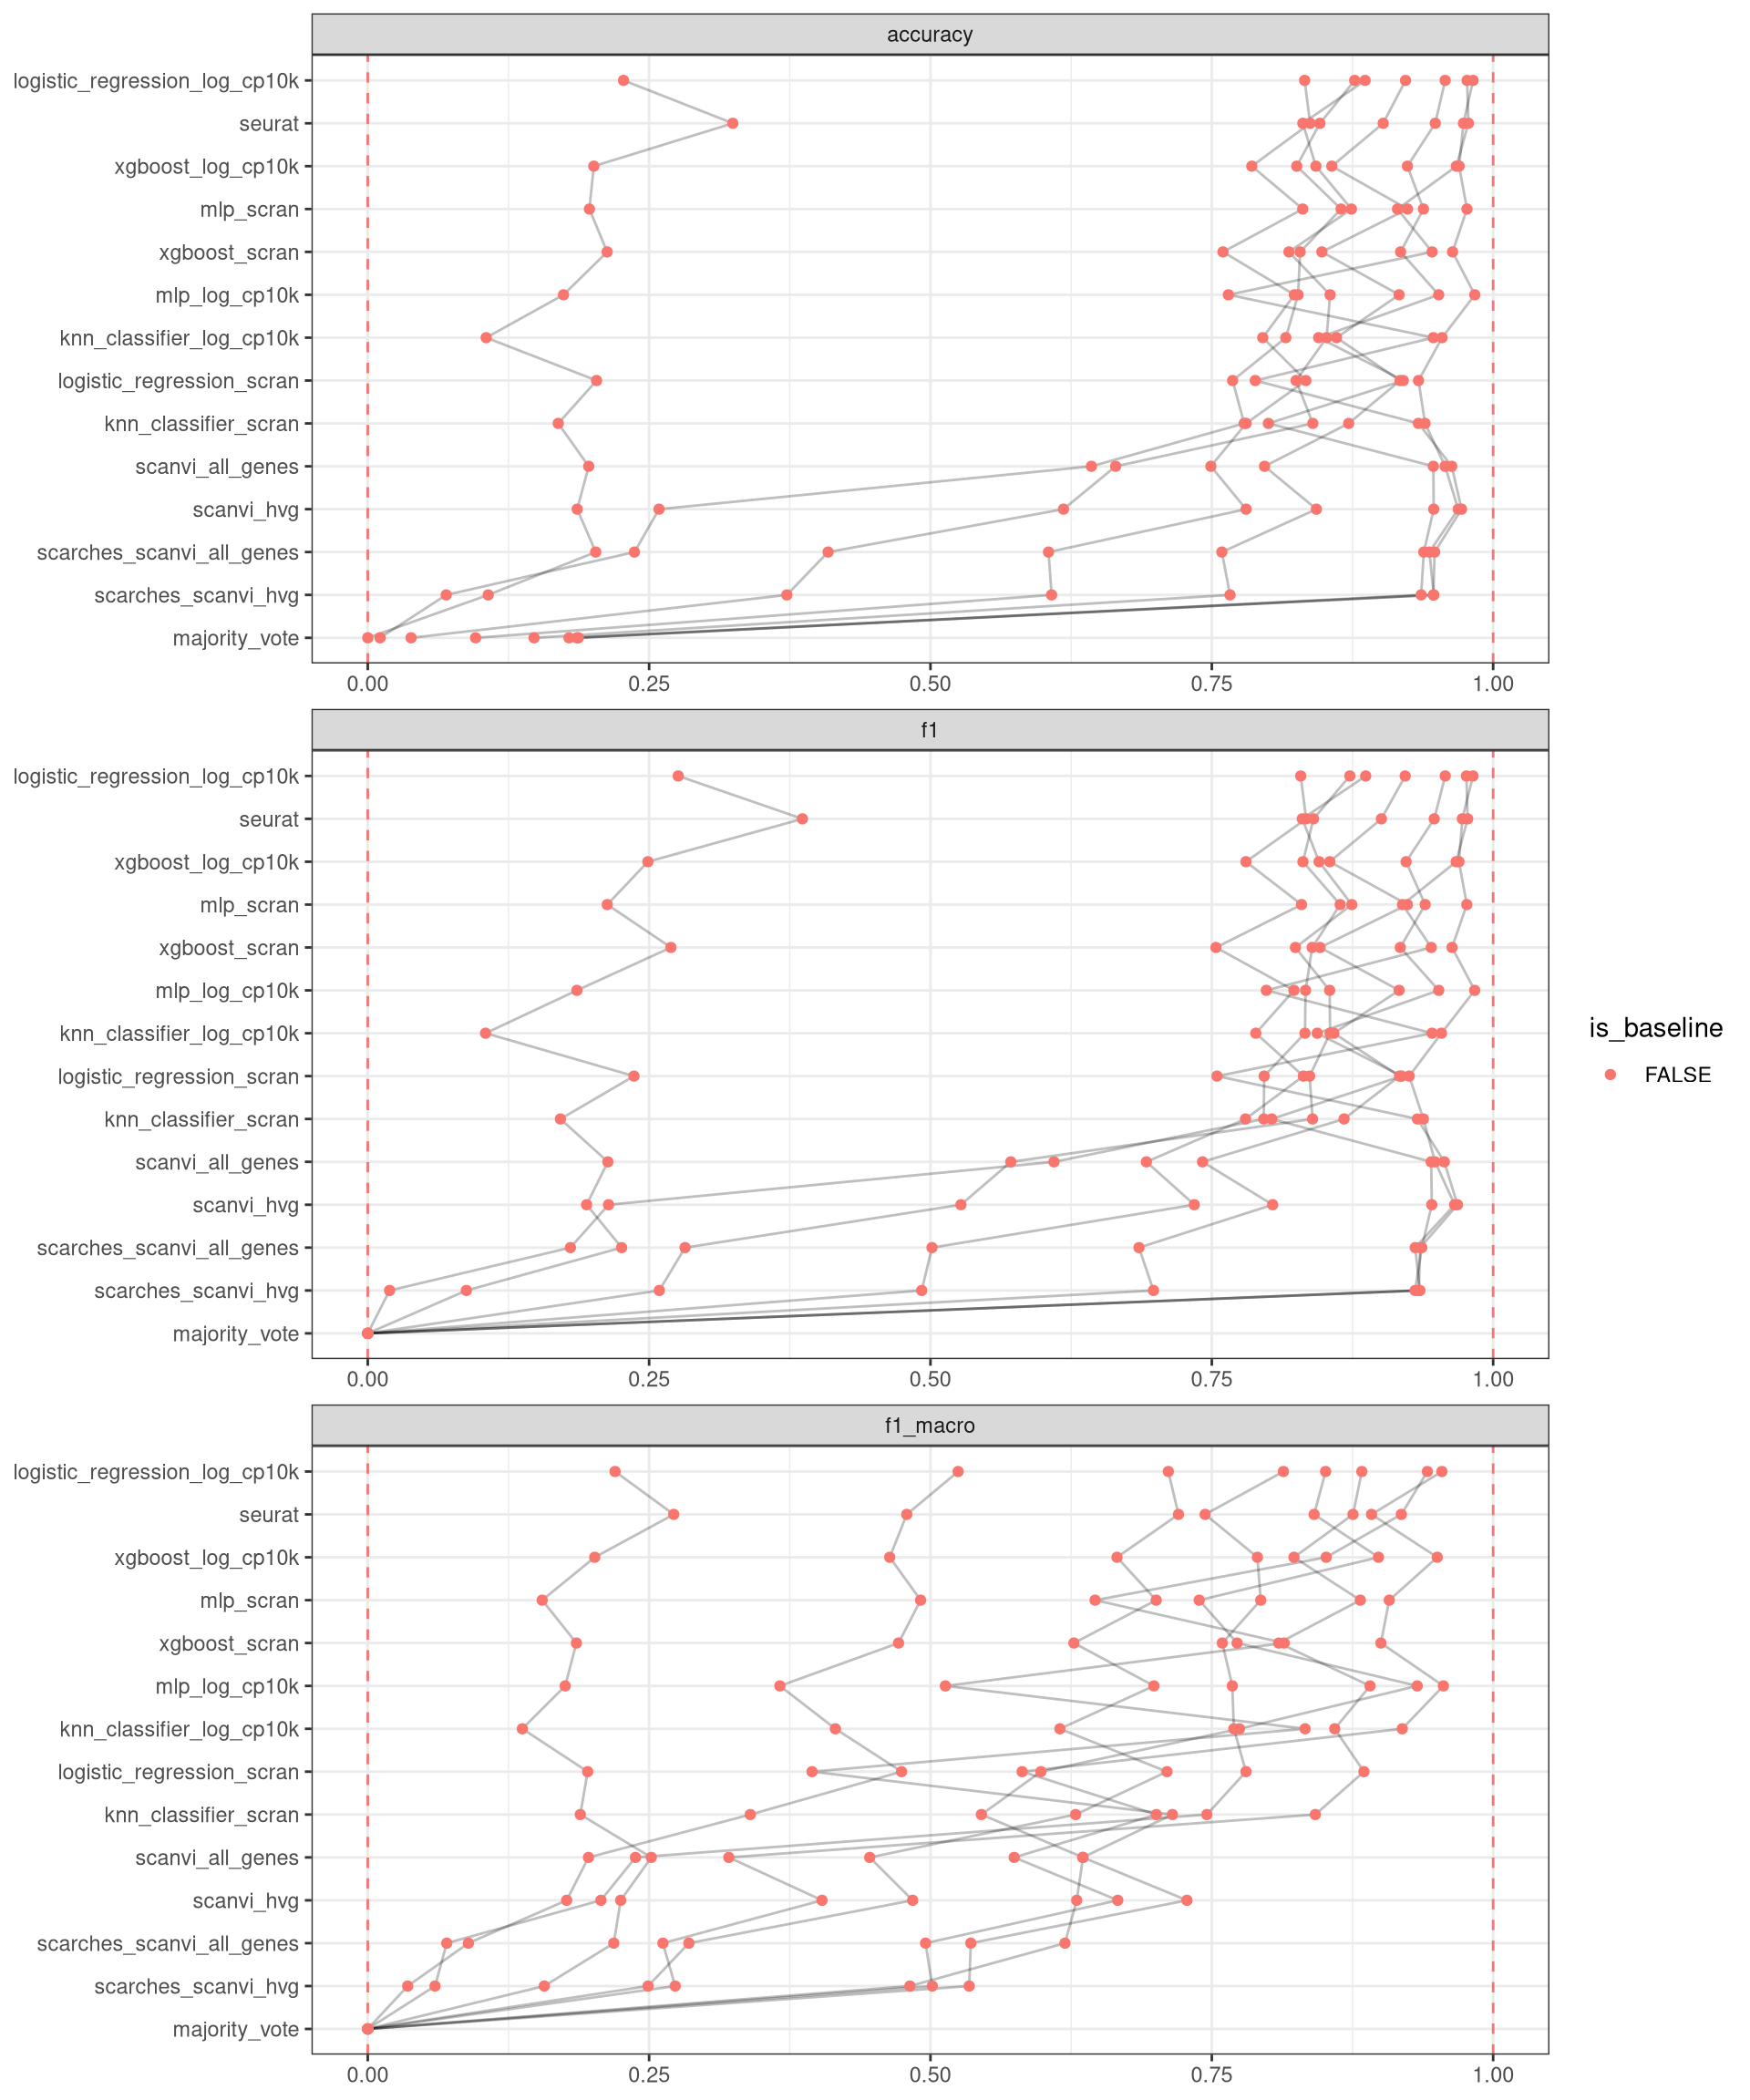 accuracy
logistic_regression_log_cp10k
seurat
xgboost_log_cp10k
mlp_scran
xgboost_scran
mlp_log_cp10k
knn_classifier_log_cp10k
logistic_regression_scran
knn_classifier_scran
scanvi_all_genes
scanvi_hvg
scarches_scanvi_all_genes
scarches_scanvi_hvg
majority_vote
0.00 0.25 0.50 0.75 1.00
f1
logistic_regression_log_cp10k
seurat
xgboost_log_cp10k
mlp_scran
xgboost_scran
mlp_log_cp10k
knn_classifier_log_cp10k
logistic_regression_scran
knn_classifier_scran
scanvi_all_genes
scanvi_hvg
scarches_scanvi_all_genes
scarches_scanvi_hvg
majority_vote
0.00 0.25 0.50 0.75 1.00
f1_macro
logistic_regression_log_cp10k
seurat
xgboost_log_cp10k
mlp_scran
xgboost_scran
mlp_log_cp10k
knn_classifier_log_cp10k
logistic_regression_scran
knn_classifier_scran
scanvi_all_genes
scanvi_hvg
scarches_scanvi_all_genes
scarches_scanvi_hvg
majority_vote
0.00 0.25 0.50 0.75 1.00
is_baseline
FALSE